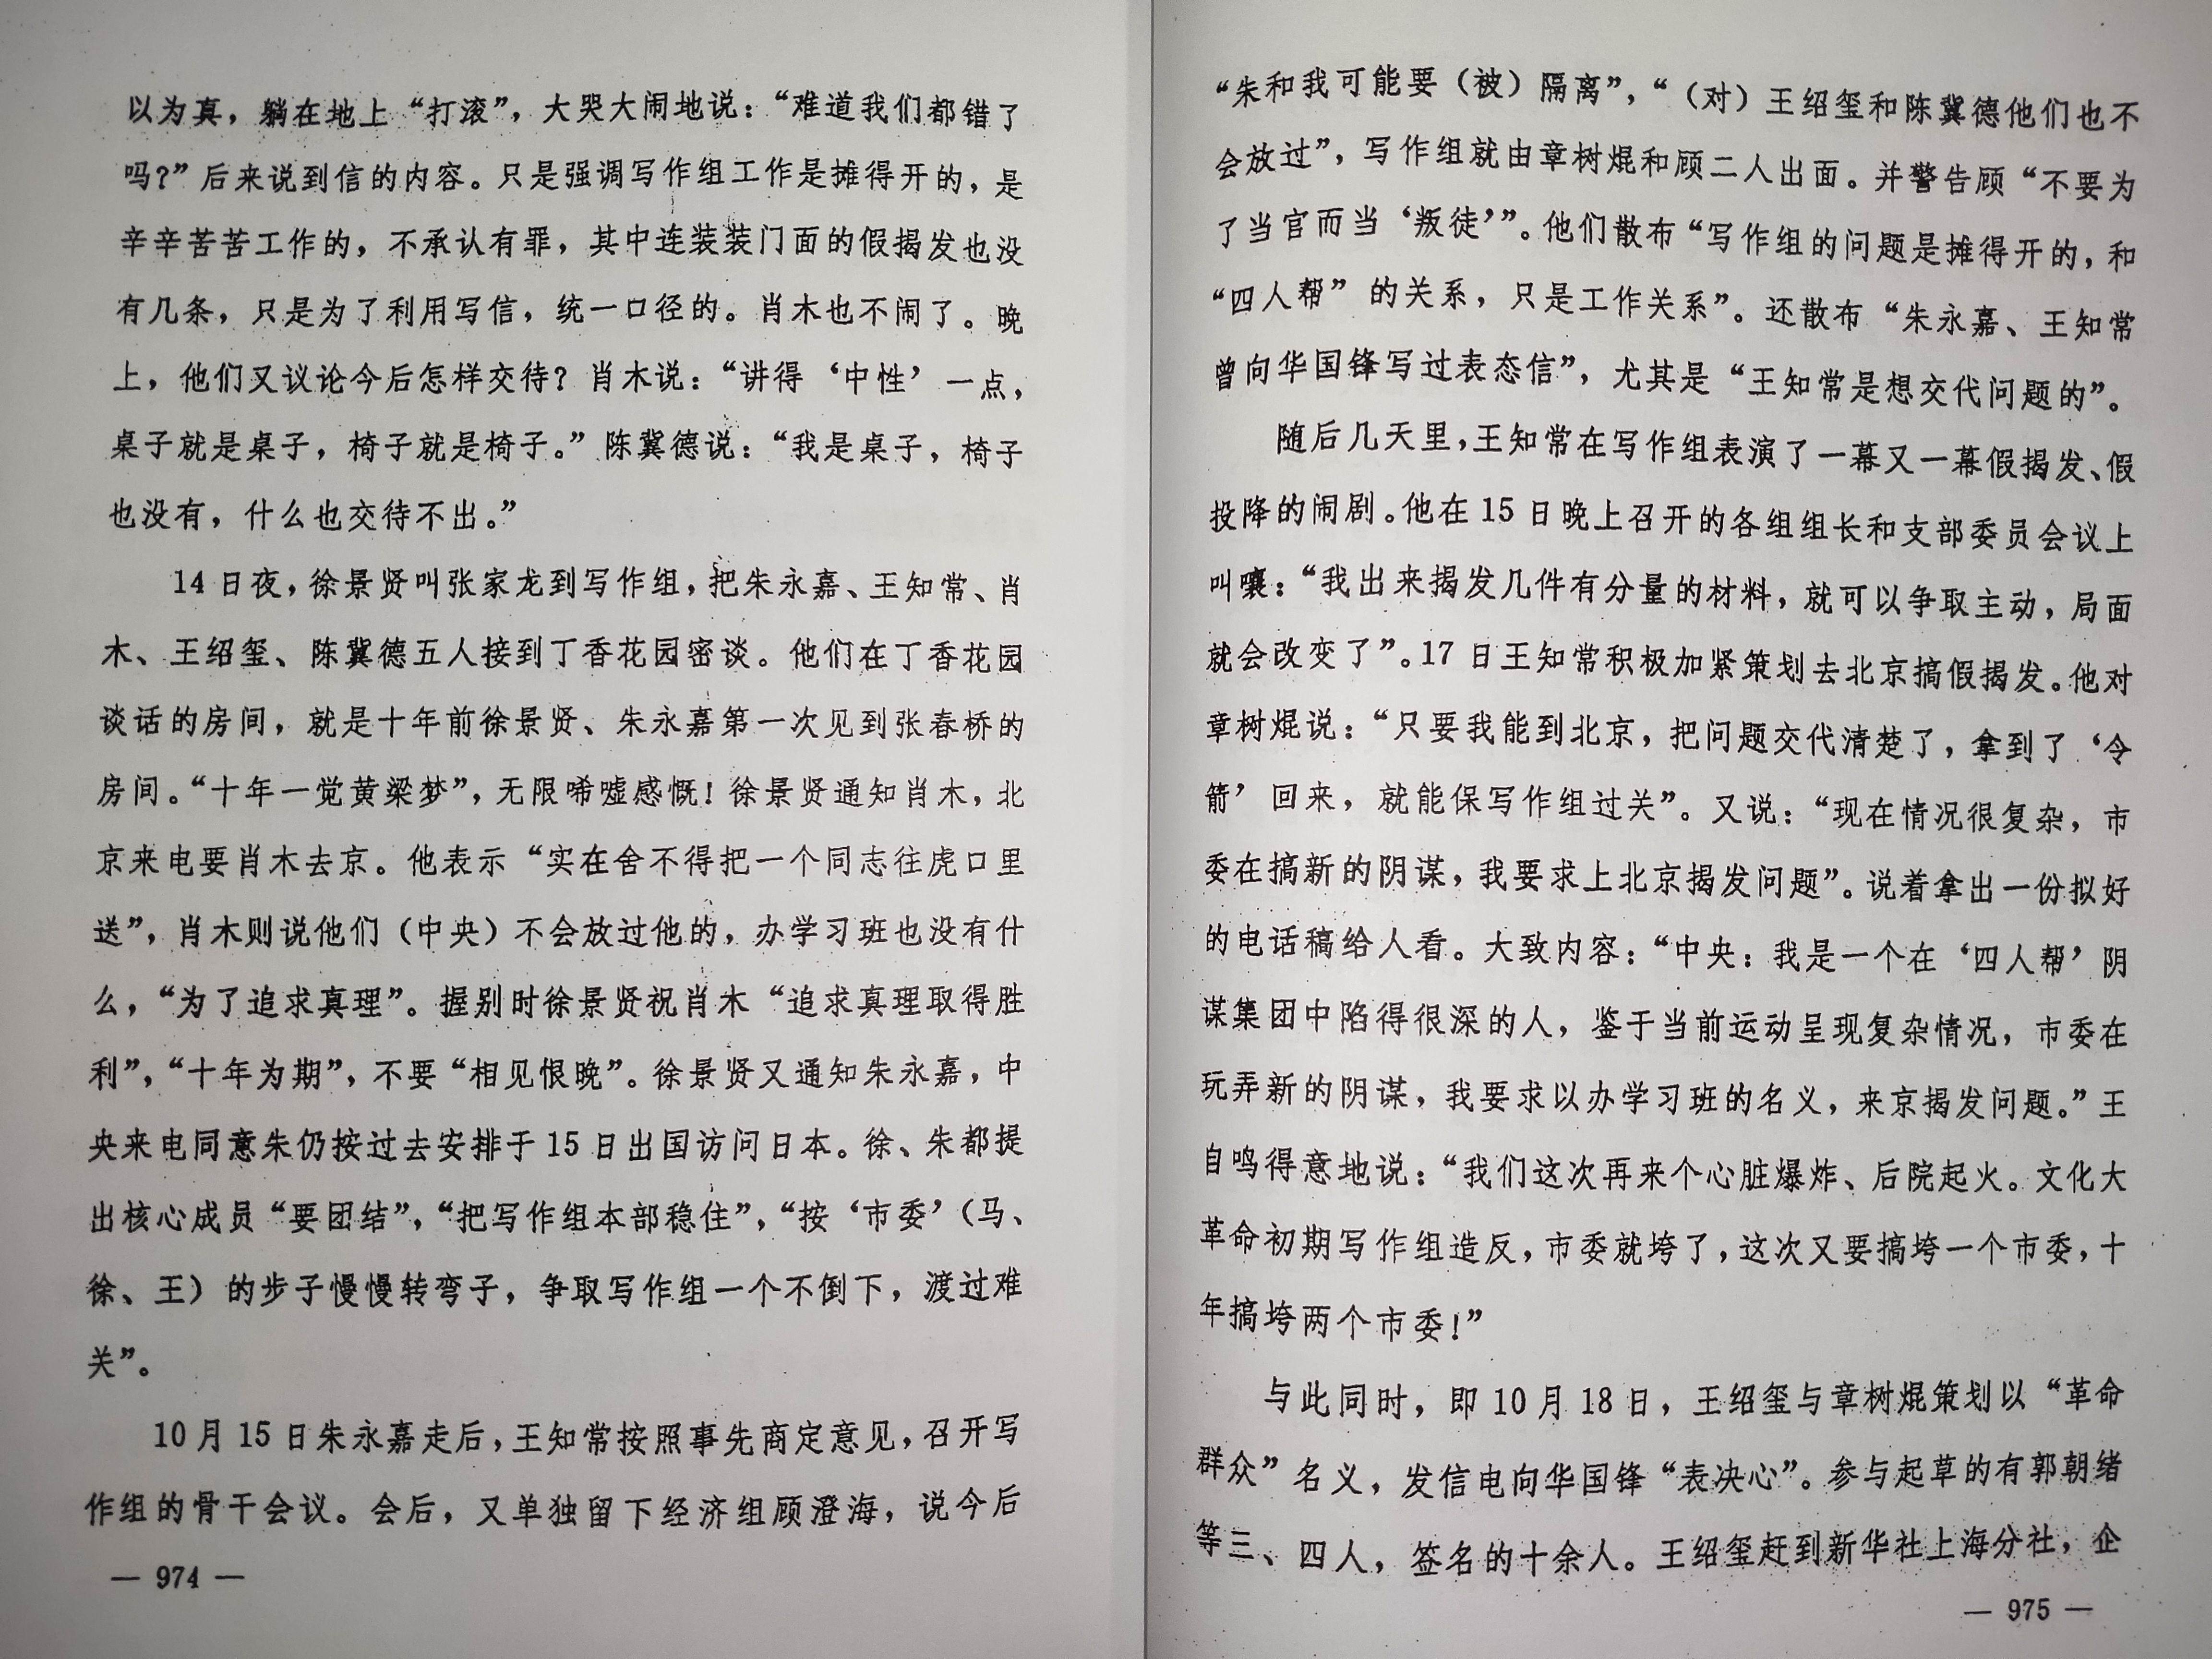 以为真，躺在地上“打滚”，大哭大闹地说：“难道我们都错了
吗？”后来说到信的内容。只是强调写作组工作是摊得开的，是
辛辛苦苦工作的，不承认有罪，其中连装装门面的假揭发也没
有几条，只是为了利用写信，统一口径的。肖木也不闹了。晚
上，他们又议论今后怎样交待？肖木说：“讲得‘中性’一点，
桌子就是桌子，椅子就是椅子。”陈冀德说：“我是桌子，椅子
也没有，什么也交待不出。”
14日夜，徐景贤叫张家龙到写作组，把朱永嘉、王知常、肖
木、王绍玺、陈冀德五人接到丁香花园密谈。他们在丁香花园
谈话的房间，就是十年前徐景贤、朱永嘉第一次见到张春桥的
房间。“十年一觉黄梁梦”，无限唏嘘感慨！徐景贤通知肖木，北
京来电要肖木去京。他表示“实在舍不得把一个同志往虎口里
送”，肖木则说他们（中央）不会放过他的，办学习班也没有什
么，“为了追求真理”。握别时徐景贤祝肖木“追求真理取得胜
利”，“十年为期”，不要“相见恨晚”。徐景贤又通知朱永嘉，中
央来电同意朱仍按过去安排于15日出国访问日本。徐、朱都提
出核心成员“要团结”，“把写作组本部稳住”，“按‘市委’（马、
徐、王）的步子慢慢转弯子，争取写作组一个不倒下，渡过难
关”。
10月15日朱永嘉走后，王知常按照事先商定意见，召开写
作组的骨干会议。会后，又单独留下经济组顾澄海，说今后
— 974 —
“朱和我可能要（被）隔离”，“（对）王绍玺和陈冀德他们也不
会放过”，写作组就由章树焜和顾二人出面。并警告顾“不要为
了当官而当‘叛徒’”。他们散布“写作组的问题是摊得开的，和
“四人帮”的关系，只是工作关系”。还散布“朱永嘉、王知常
曾向华国锋写过表态信”，尤其是“王知常是想交代问题的”。
随后几天里，王知常在写作组表演了一幕又一幕假揭发、假
投降的闹剧。他在15日晚上召开的各组组长和支部委员会议上
叫嚷：“我出来揭发几件有分量的材料，就可以争取主动，局面
就会改变了”。17日王知常积极加紧策划去北京搞假揭发。他对
章树焜说：“只要我能到北京，把问题交代清楚了，拿到了‘令
箭’回来，就能保写作组过关”。又说：“现在情况很复杂，市
委在搞新的阴谋，我要求上北京揭发问题”。说着拿出一份拟好
的电话稿给人看。大致内容：“中央：我是一个在‘四人帮’阴
谋集团中陷得很深的人，鉴于当前运动呈现复杂情况，市委在
玩弄新的阴谋，我要求以办学习班的名义，来京揭发问题。”王
自鸣得意地说：“我们这次再来个心脏爆炸、后院起火。文化大
革命初期写作组造反，市委就垮了，这次又要搞垮一个市委，十
年搞垮两个市委！”
与此同时，即10月18日，王绍玺与章树焜策划以“革命
群众”名义，发信电向华国锋“表决心”。参与起草的有郭朝绪
等三、四人，签名的十余人。王绍玺赶到新华社上海分社，企
— 975 —